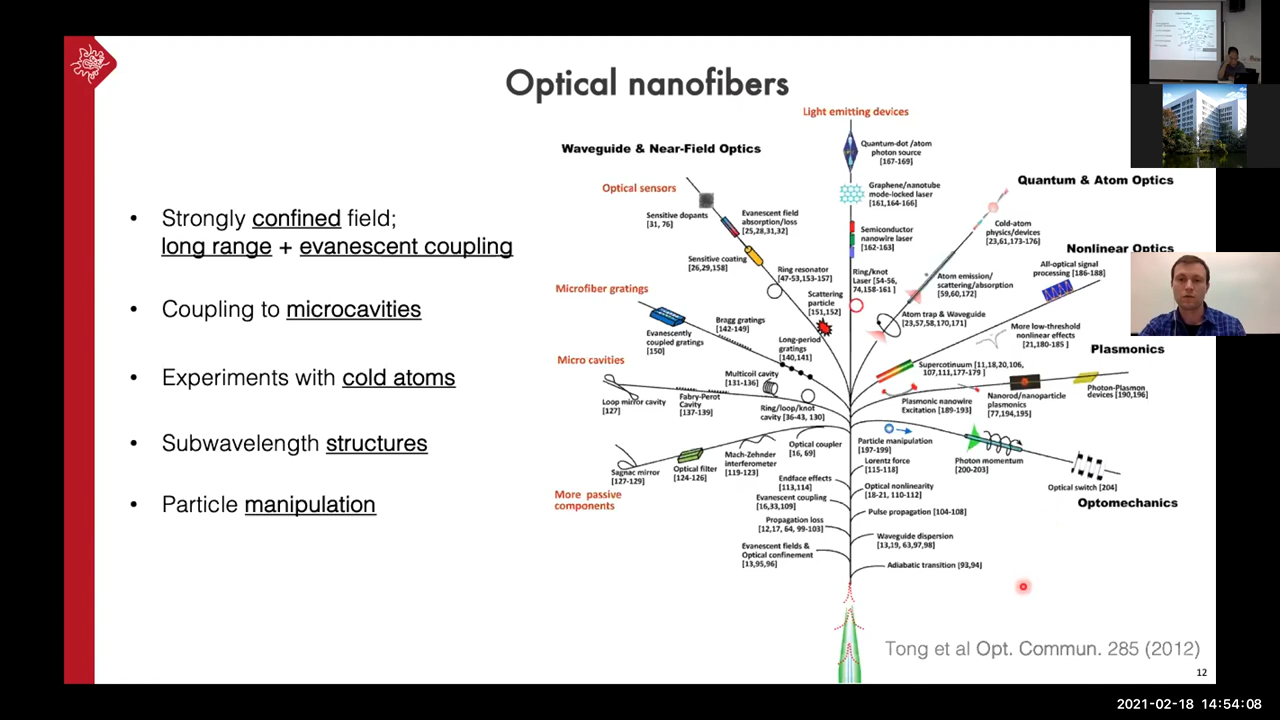 Optical nanofibers
• Strongly confined field;
long range + evanescent coupling
• Coupling to microcavities
• Experiments with cold atoms
• Subwavelength structures
• Particle manipulation
Light emitting devices
Quantum-dot /atom
photon source
[167-169]
Graphene/nanotube
mode-locked laser
[161,164-166]
Semiconductor
nanowire laser
[162-163]
Ring/knot
Laser [54-56,
74,158-161 ]
Waveguide & Near-Field Optics
Optical sensors
Sensitive dopants
[31, 76]
Evanescent field
absorption/loss
[25,28,31,32]
Sensitive coating
[26,29,158]
Ring resonator
[47-53,153-157]
Scattering
particle
[151,152]
Microfiber gratings
Evanescently
coupled gratings
[150]
Bragg gratings
[142-149]
Long-period
gratings
[140,141]
Micro cavities
Loop mirror cavity
[127]
Fabry-Perot
Cavity
[137-139]
Multicoil cavity
[131-136]
Ring/loop/knot
cavity [36-43, 130]
Sagnac mirror
[127-129]
Optical filter
[124-126]
Mach-Zehnder
interferometer
[119-123]
Optical coupler
[16, 69]
More passive
components
Endface effects
[113,114]
Evanescent coupling
[16,33,109]
Propagation loss
[12,17, 64, 99-103]
Evanescent fields &
Optical confinement
[13,95,96]
Quantum & Atom Optics
Cold-atom
physics/devices
[23,61,173-176]
Atom emission/
scattering/absorption
[59,60,172]
Atom trap & Waveguide
[23,57,58,170,171]
Nonlinear Optics
All-optical signal
processing [186-188]
More low-threshold
nonlinear effects
[21,180-185 ]
Supercotinuum [11,18,20,106,
107,111,177-179 ]
Plasmonics
Plasmonic nanowire
Excitation [189-193]
Nanorod/nanoparticle
plasmonics
[77,194,195]
Photon-Plasmon
devices [190,196]
Particle manipulation
[197-199]
Photon momentum
[200-203]
Optical switch [204]
Optomechanics
Lorentz force
[115-118]
Optical nonlinearity
[18-21, 110-112]
Pulse propagation [104-108]
Waveguide dispersion
[13,19, 63,97,98]
Adiabatic transition [93,94]
Tong et al Opt. Commun. 285 (2012)
12
2021-02-18 14:54:08